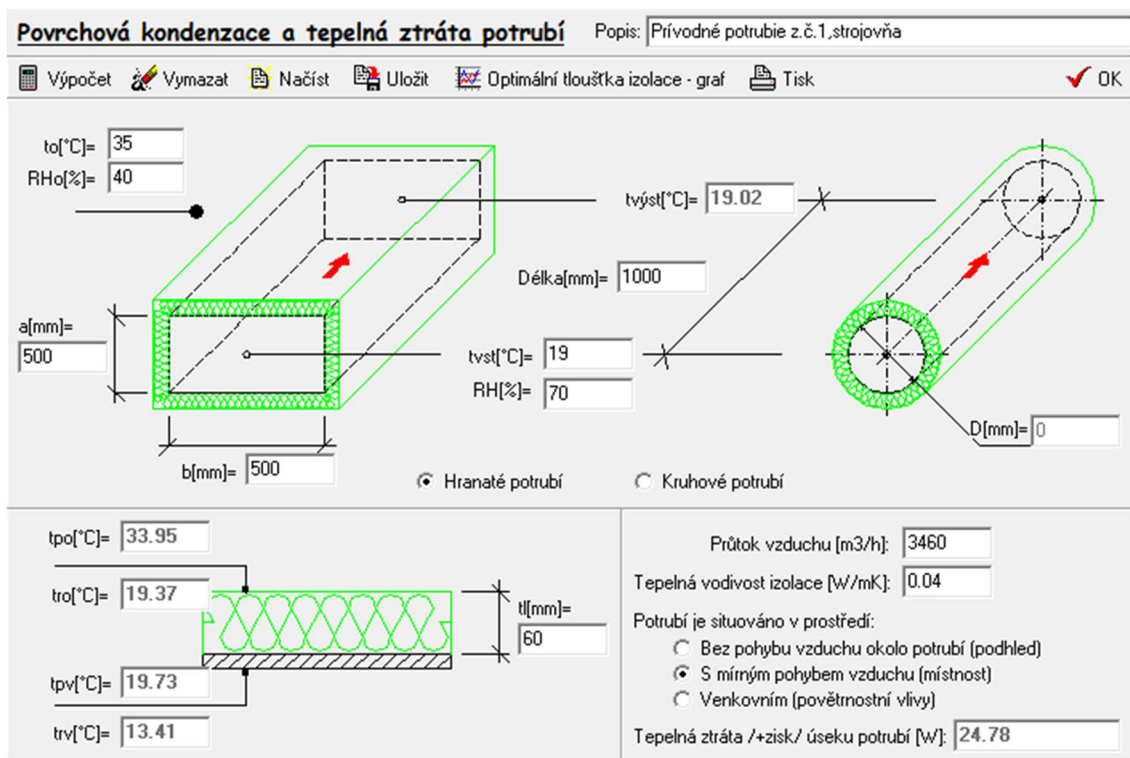 Povrchová kondenzace a tepelná ztráta potrubí Popis: Prívodné potrubie z.č.1,strojovňa
Výpočet Vymazat Načíst Uložit Optimální tloušťka izolace - graf Tisk OK
to[°C]= 35
RHo[%]= 40
tvýst[°C]= 19.02
Délka[mm]= 1000
a[mm]=
500
tvst[°C]= 19
RH[%]= 70
D[mm]= 0
b[mm]= 500
Hranaté potrubí Kruhové potrubí
tpo[°C]= 33.95
tro[°C]= 19.37
tl[mm]=
60
tpv[°C]= 19.73
trv[°C]= 13.41
Průtok vzduchu [m3/h]: 3460
Tepelná vodivost izolace [W/mK]: 0.04
Potrubí je situováno v prostředí:
Bez pohybu vzduchu okolo potrubí (podhled)
S mírným pohybem vzduchu (místnost)
Venkovním (povětrnostní vlivy)
Tepelná ztráta /+zisk/ úseku potrubí [W]: 24.78